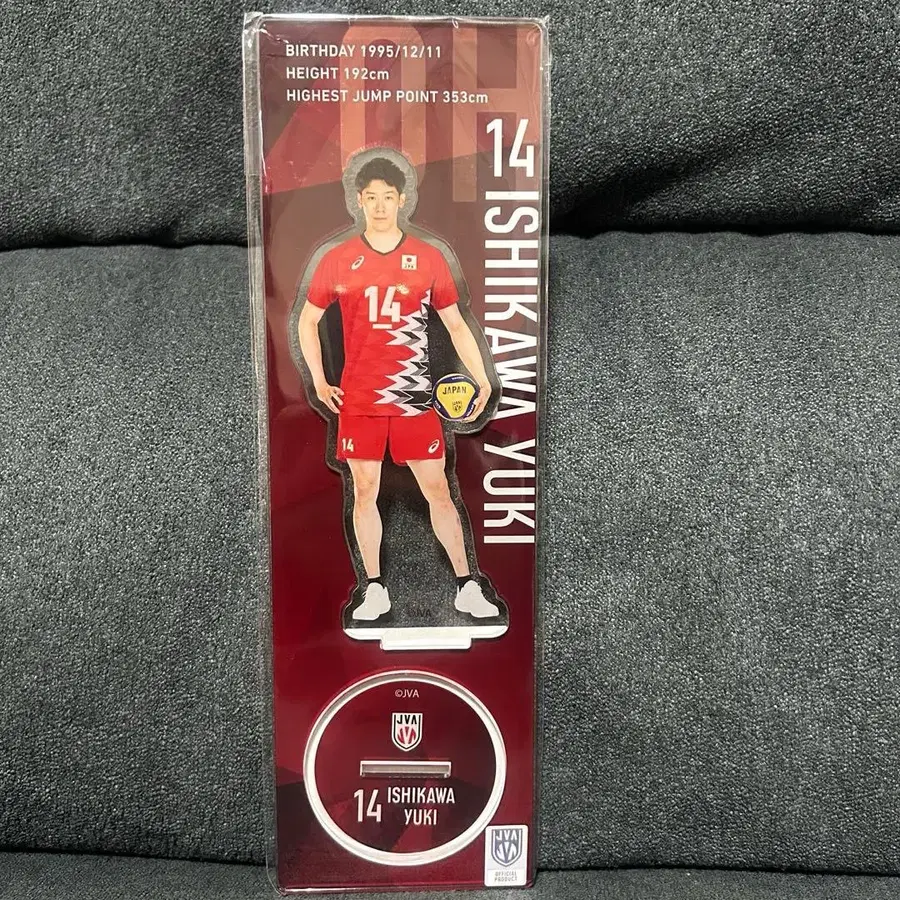 BIRTHDAY 1995/12/11
HEIGHT 192cm
HIGHEST JUMP POINT 353cm
14 ISHIKAWA YUKI
14
JAPAN
14
©JVA
©JVA
JVA
14 ISHIKAWA
YUKI
JVA
OFFICIAL
PRODUCT